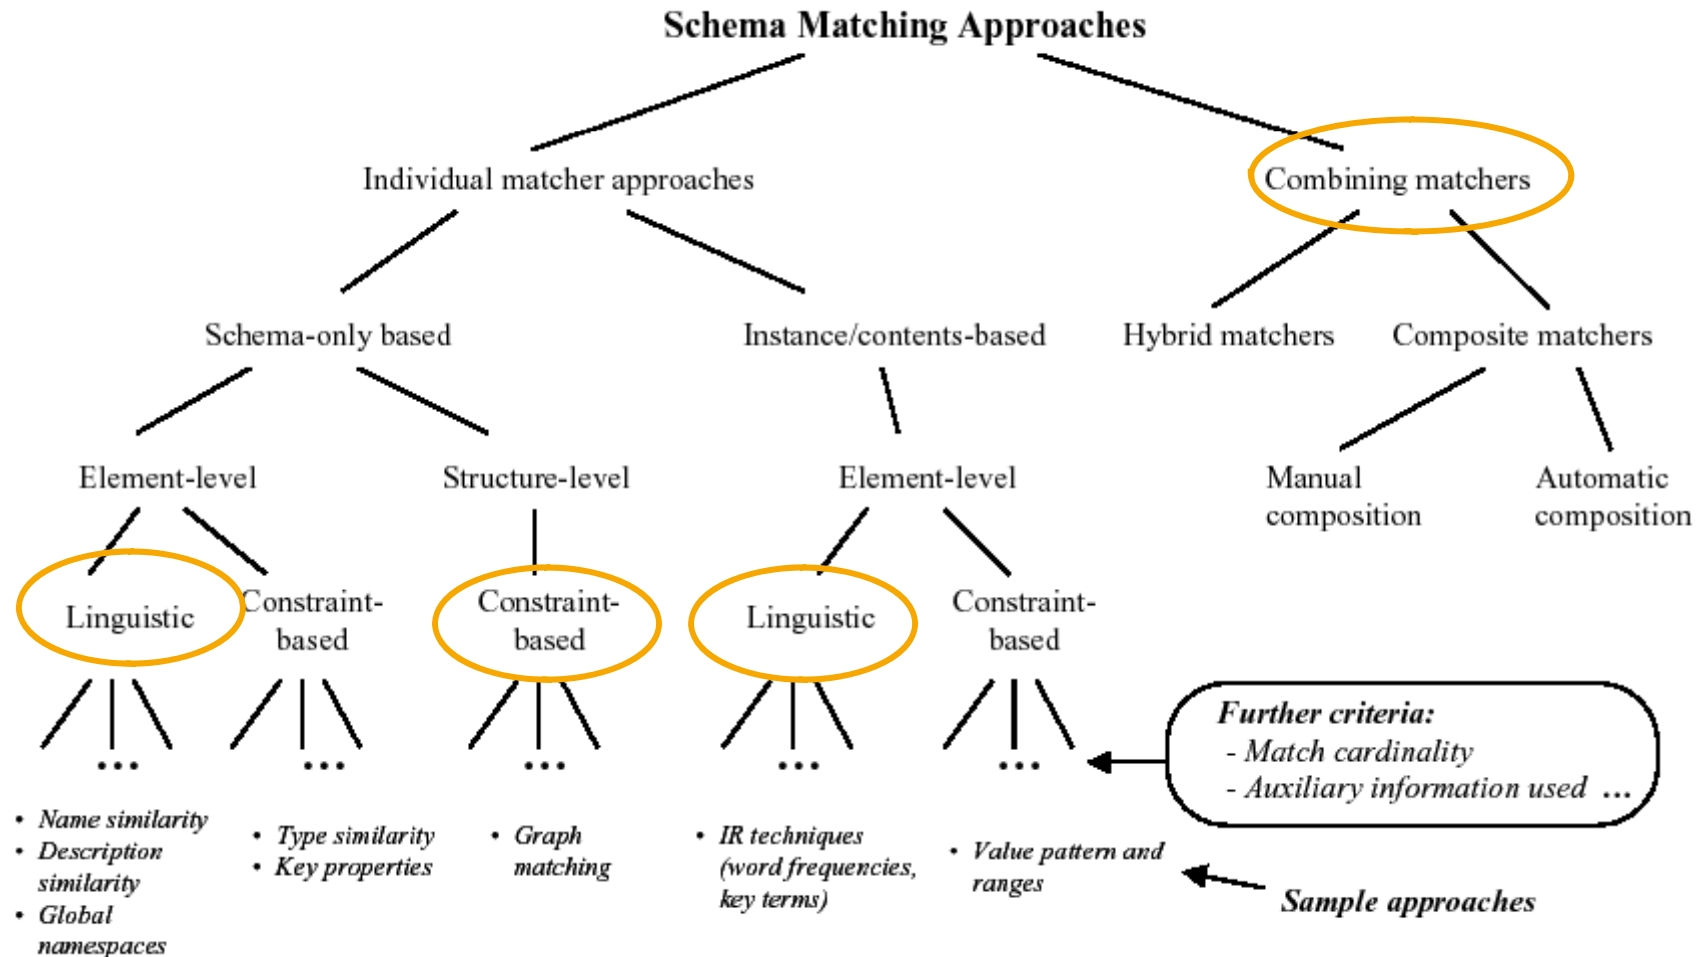 Schema Matching Approaches
Individual matcher approaches
Combining matchers
Schema-only based
Instance/contents-based
Hybrid matchers
Composite matchers
Element-level
Structure-level
Element-level
Manual
composition
Automatic
composition
Linguistic
Constraint-
based
Constraint-
based
Linguistic
Constraint-
based
...
...
...
...
...
Further criteria:
- Match cardinality
- Auxiliary information used ...
• Name similarity
• Description
similarity
• Global
namespaces
• Type similarity
• Key properties
• Graph
matching
• IR techniques
(word frequencies,
key terms)
• Value pattern and
ranges
Sample approaches